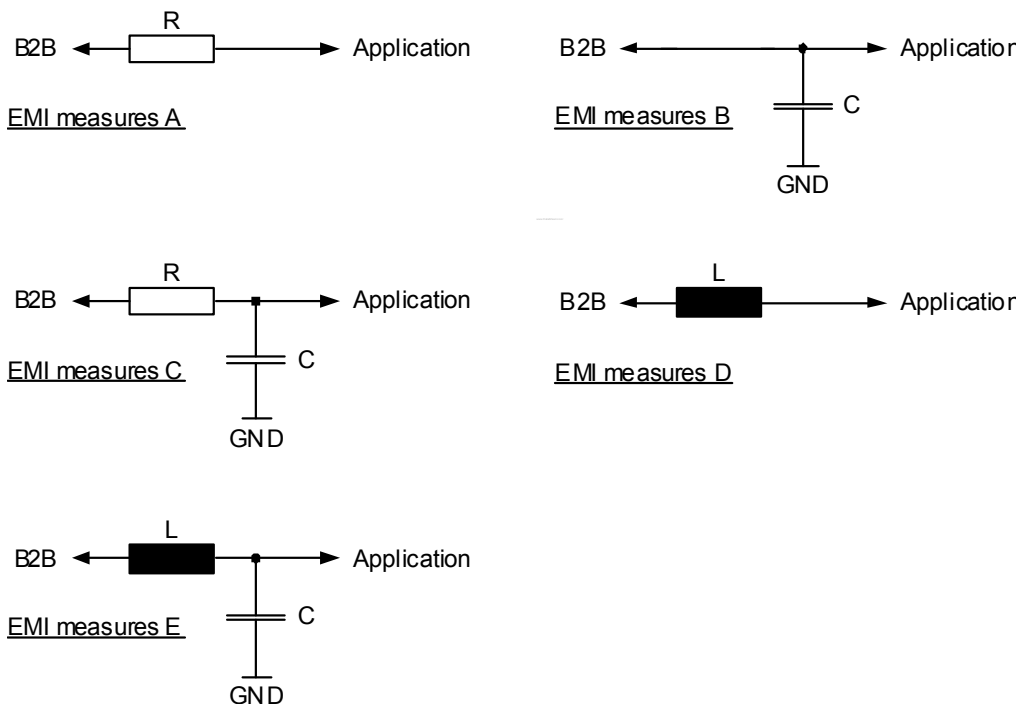 R
B2B Application
EMI measures A
B2B Application
C
EMI measures B
GND
R
B2B Application
C
EMI measures C
GND
L
B2B Application
EMI measures D
L
B2B Application
C
EMI measures E
GND